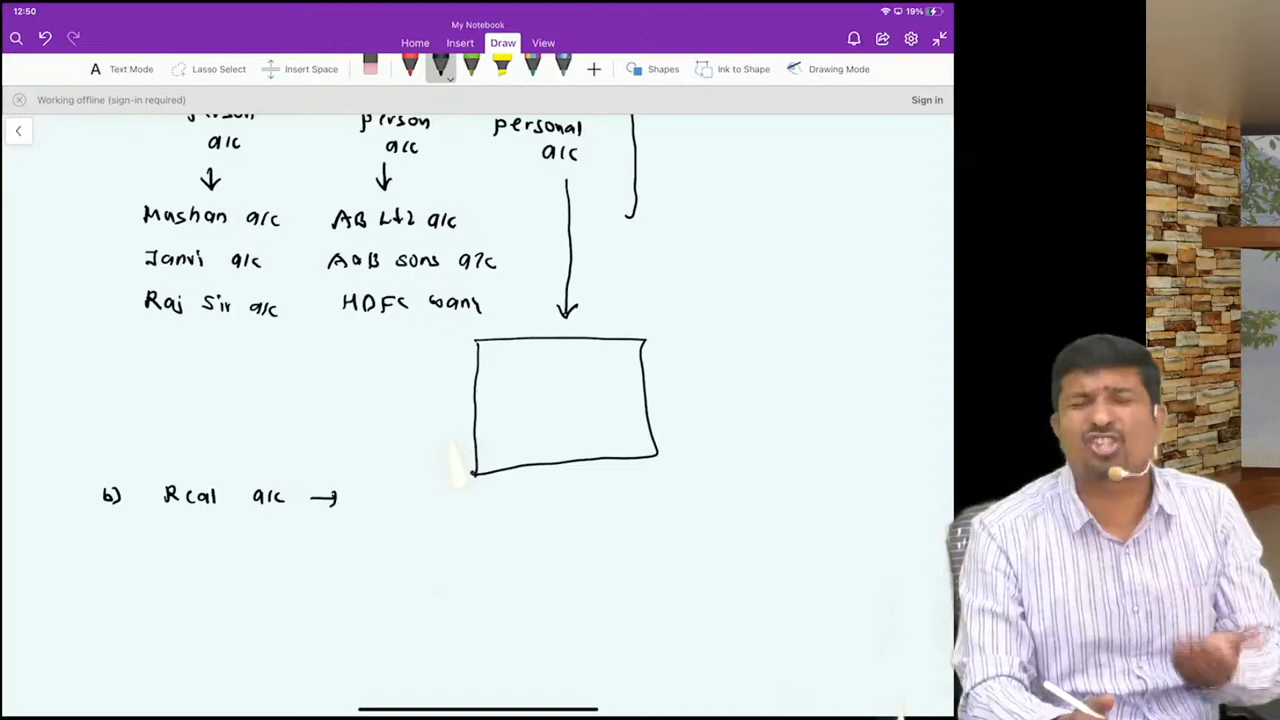 12:50
19%
My Notebook
Home Insert Draw View
Text Mode Lasso Select Insert Space Shapes Ink to Shape Drawing Mode
Working offline (sign-in required) Sign in
person person personal
a/c a/c a/c
Mashan a/c AB Ltd a/c
Janvi a/c A&B sons a/c
Raj Sir a/c HDFC bank
b) Real a/c →